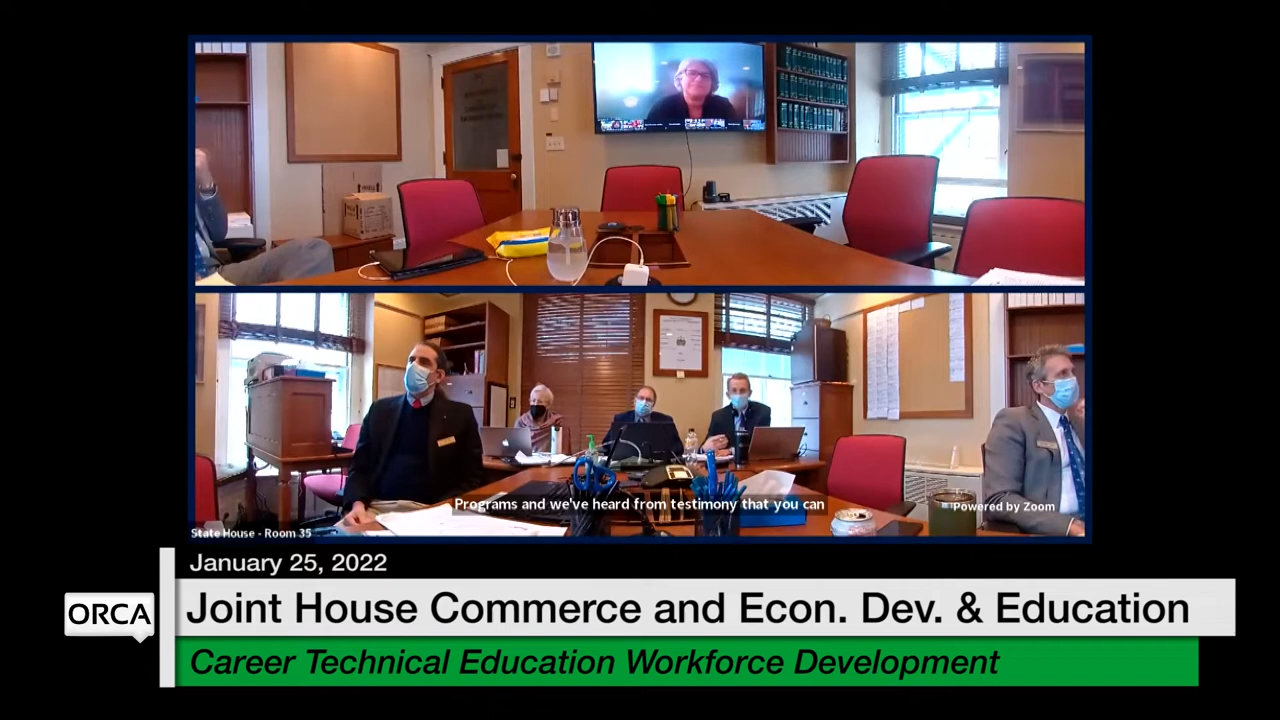 Programs and we've heard from testimony that you can
Powered by Zoom
State House - Room 35
January 25, 2022
ORCA
Joint House Commerce and Econ. Dev. & Education
Career Technical Education Workforce Development